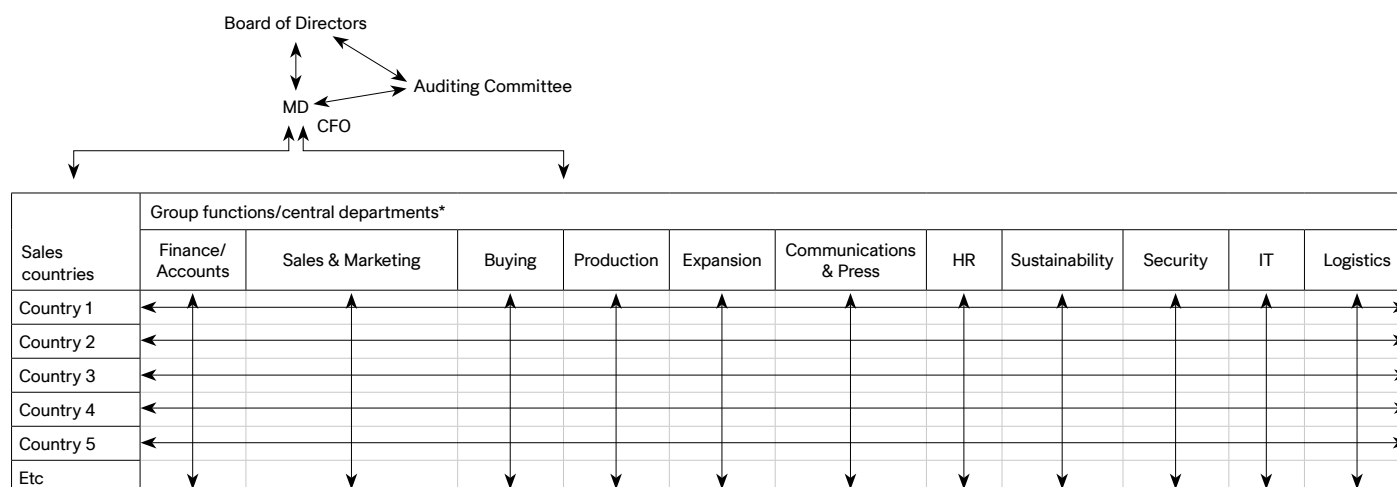 Board of Directors
Auditing Committee
MD
CFO
Group functions/central departments*
Sales
countries
Finance/
Accounts
Sales & Marketing
Buying
Production
Expansion
Communications
& Press
HR
Sustainability
Security
IT
Logistics
Country 1
Country 2
Country 3
Country 4
Country 5
Etc